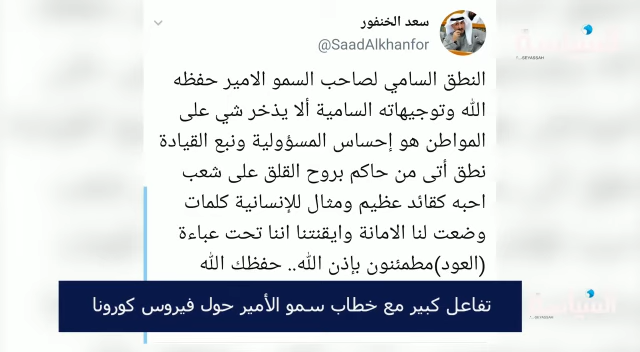 سعد الخنفور
@SaadAlkhanfor
النطق السامي لصاحب السمو الامير حفظه
الله وتوجيهاته السامية ألا يذخر شي على
المواطن هو إحساس المسؤولية ونبع القيادة
نطق أتى من حاكم بروح القلق على شعب
احبه كقائد عظيم ومثال للإنسانية كلمات
وضعت لنا الامانة وايقنتنا اننا تحت عباءة
(العود)مطمئنون بإذن الله.. حفظك الله
تفاعل كبير مع خطاب سمو الأمير حول فيروس كورونا
السياسة
السياسة